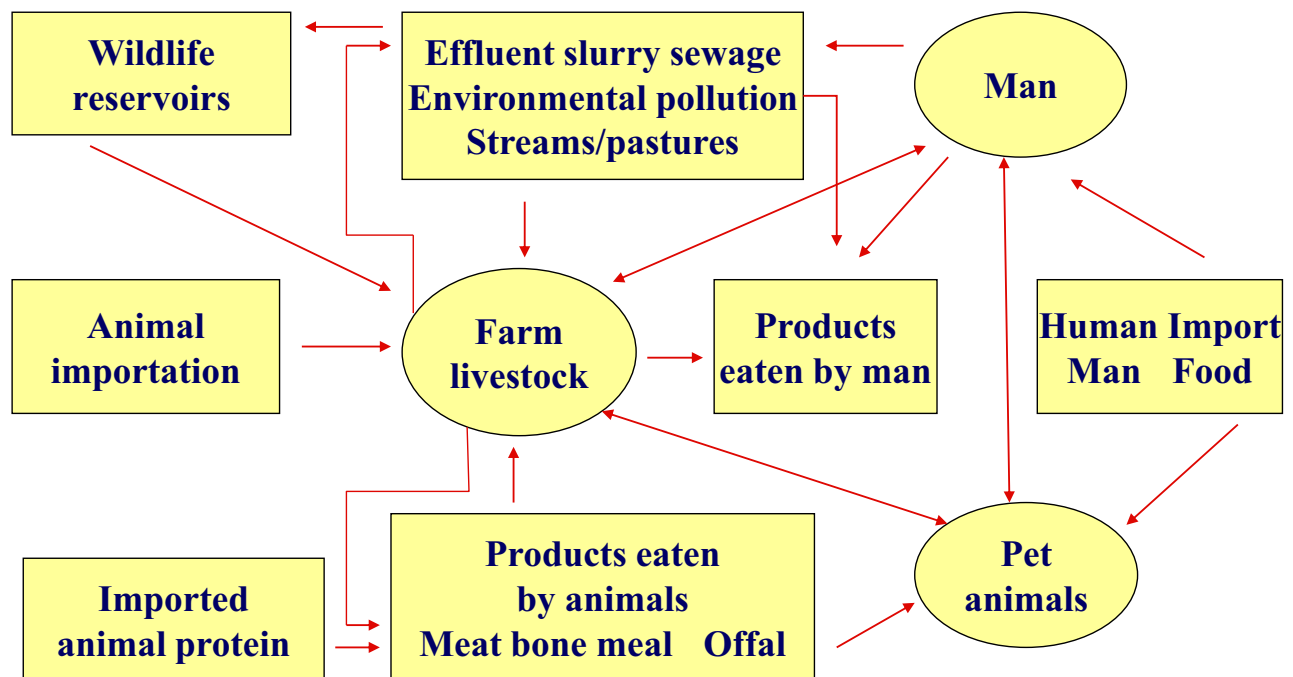 Wildlife
reservoirs
Effluent slurry sewage
Environmental pollution
Streams/pastures
Man
Animal
importation
Farm
livestock
Products
eaten by man
Human Import
Man Food
Imported
animal protein
Products eaten
by animals
Meat bone meal Offal
Pet
animals